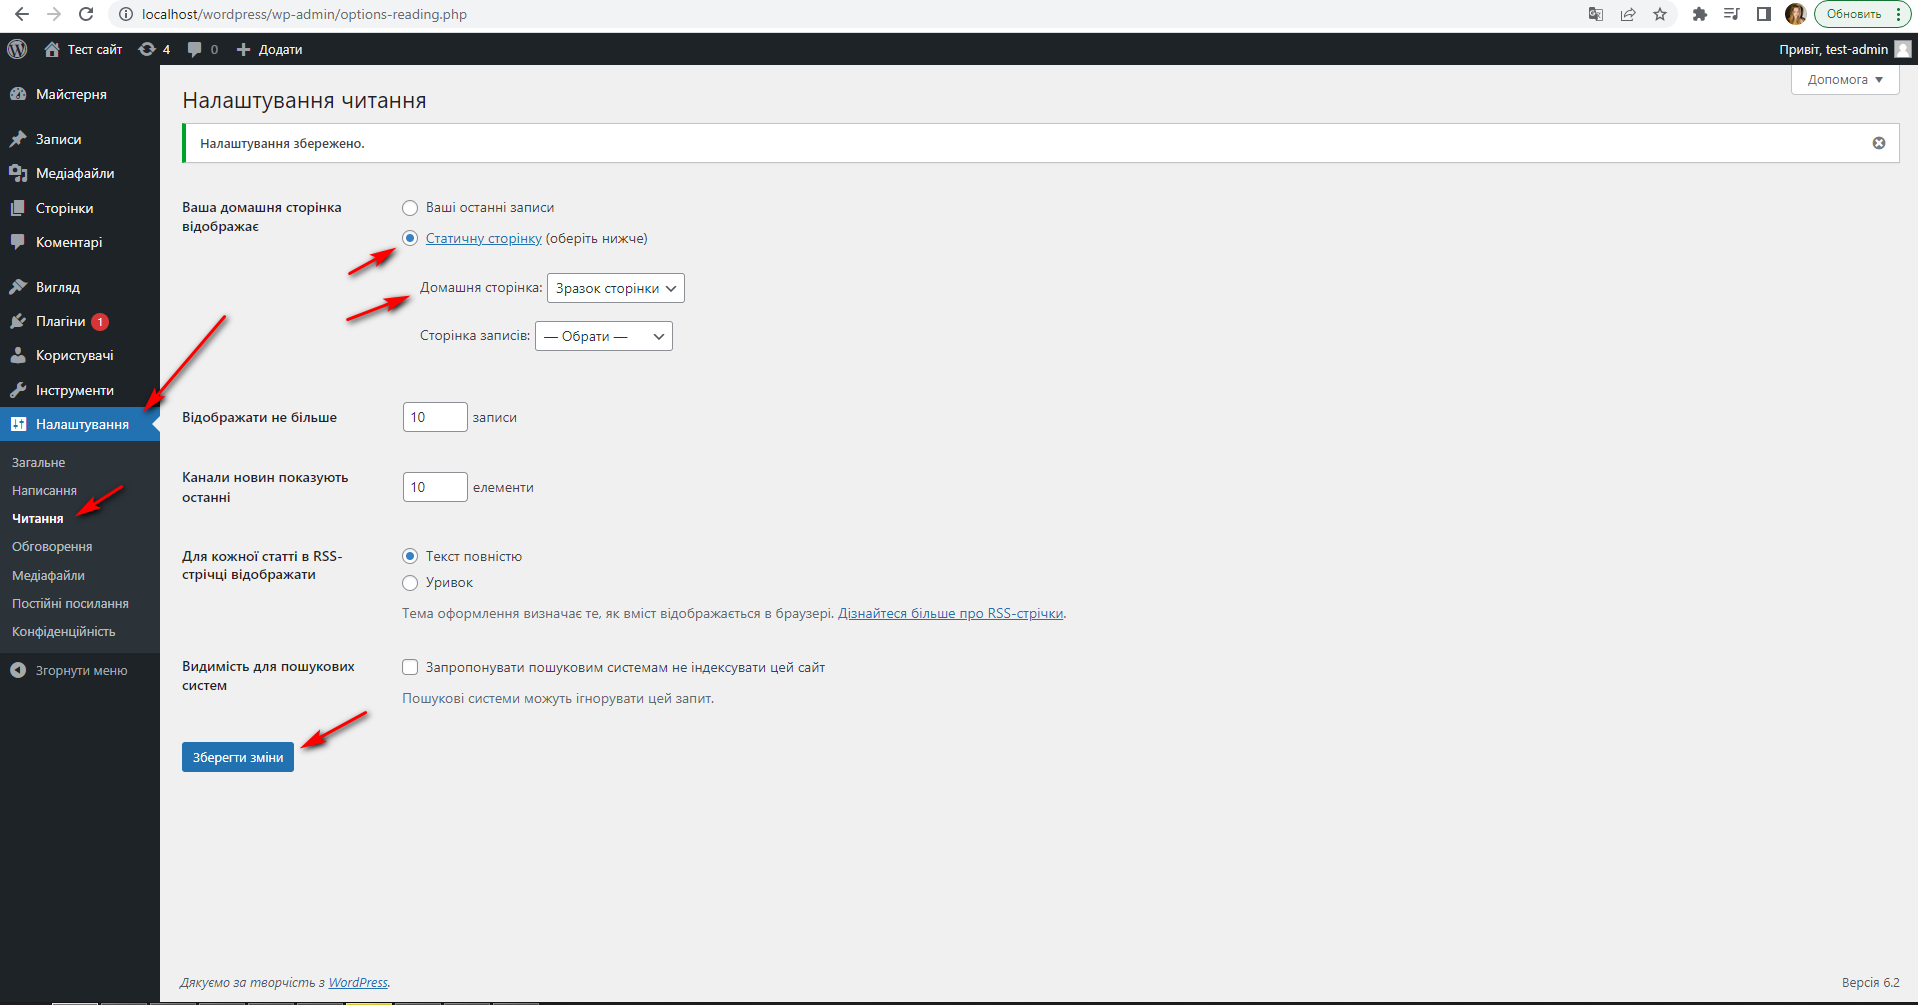 localhost/wordpress/wp-admin/options-reading.php
Обновить
Тест сайт
4
0
Додати
Привіт, test-admin
Допомога
Майстерня
Записи
Медіафайли
Сторінки
Коментарі
Вигляд
Плагіни 1
Користувачі
Інструменти
Налаштування
Загальне
Написання
Читання
Обговорення
Медіафайли
Постійні посилання
Конфіденційність
Згорнути меню
Налаштування читання
Налаштування збережено.
Ваша домашня сторінка
відображає
Ваші останні записи
Статичну сторінку (оберіть нижче)
Домашня сторінка: Зразок сторінки
Сторінка записів: — Обрати —
Відображати не більше
10 записи
Канали новин показують
останні
10 елементи
Для кожної статті в RSS-
стрічці відображати
Текст повністю
Уривок
Тема оформлення визначає те, як вміст відображається в браузері. Дізнайтеся більше про RSS-стрічки.
Видимість для пошукових
систем
Запропонувати пошуковим системам не індексувати цей сайт
Пошукові системи можуть ігнорувати цей запит.
Зберегти зміни
Дякуємо за творчість з WordPress.
Версія 6.2